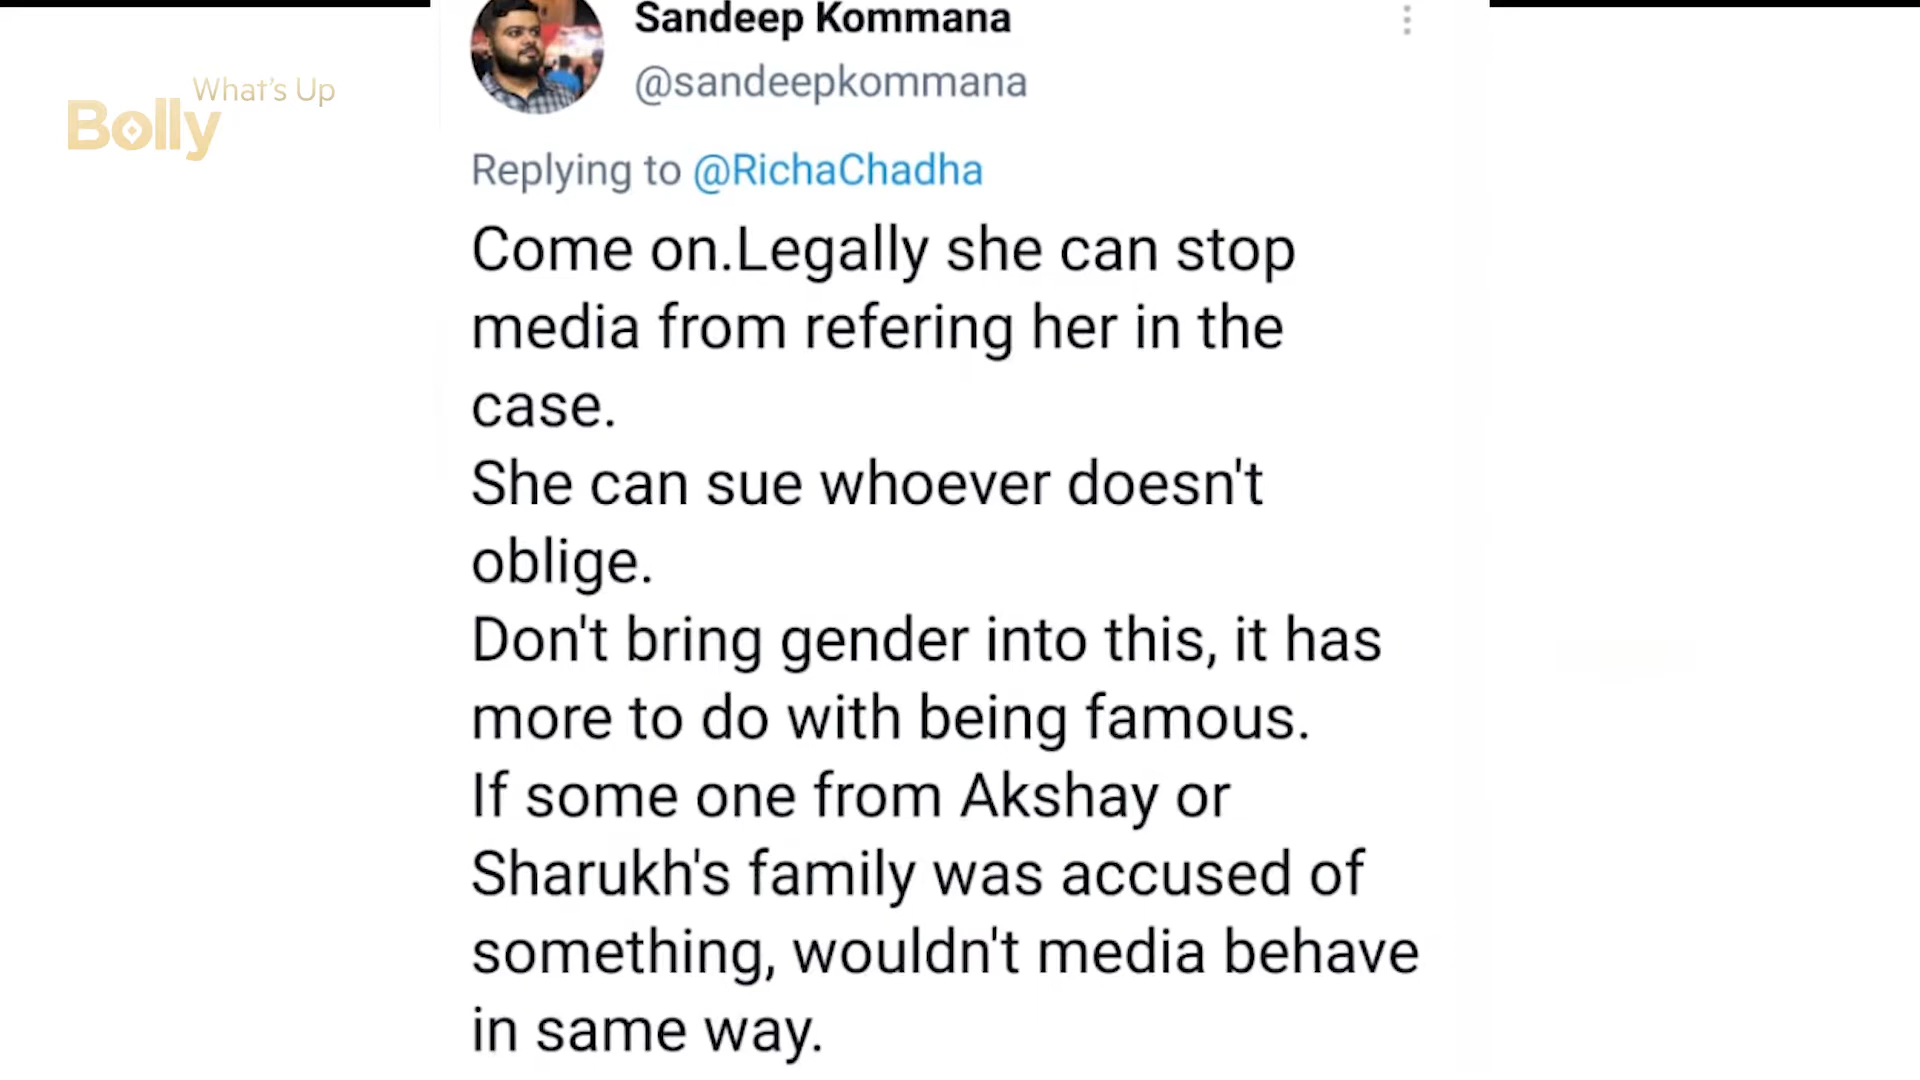 What's Up
Bolly
Sandeep Kommana
@sandeepkommana
Replying to @RichaChadha
Come on.Legally she can stop
media from refering her in the
case.
She can sue whoever doesn't
oblige.
Don't bring gender into this, it has
more to do with being famous.
If some one from Akshay or
Sharukh's family was accused of
something, wouldn't media behave
in same way.